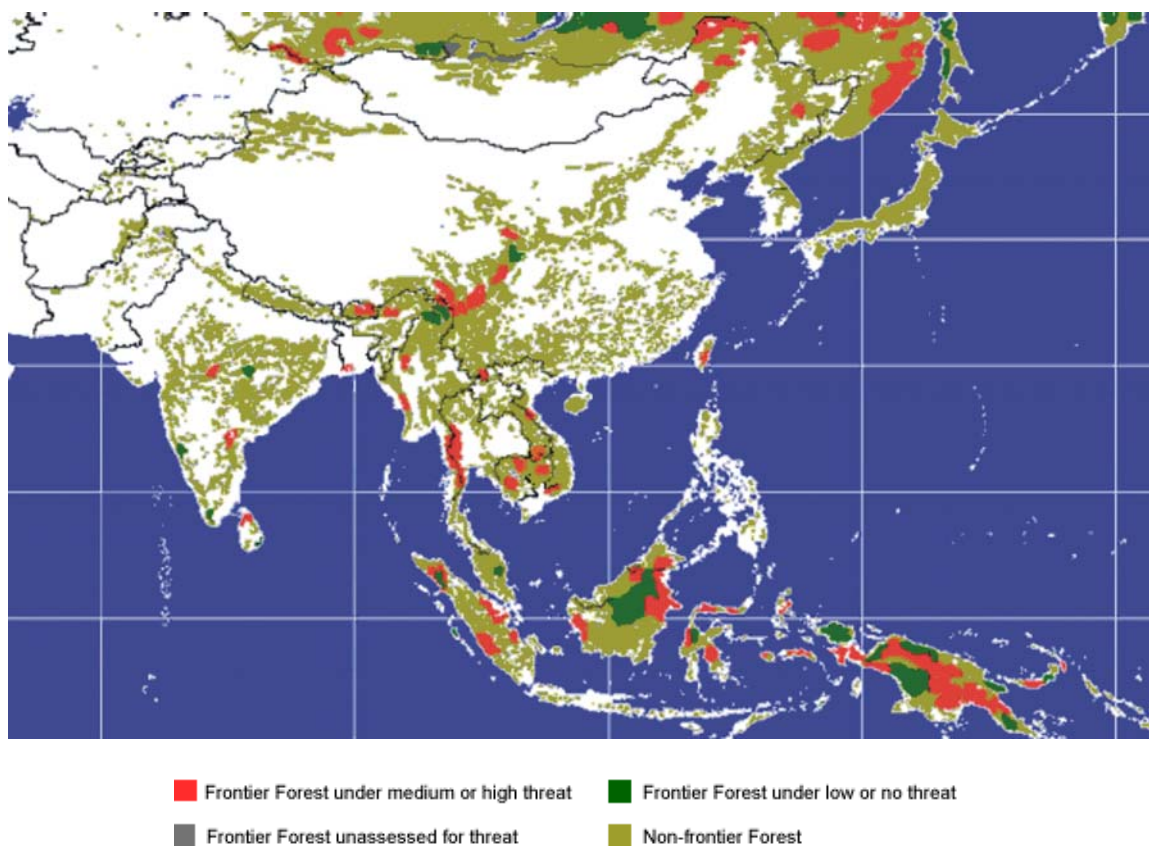 Frontier Forest under medium or high threat
Frontier Forest under low or no threat
Frontier Forest unassessed for threat
Non-frontier Forest